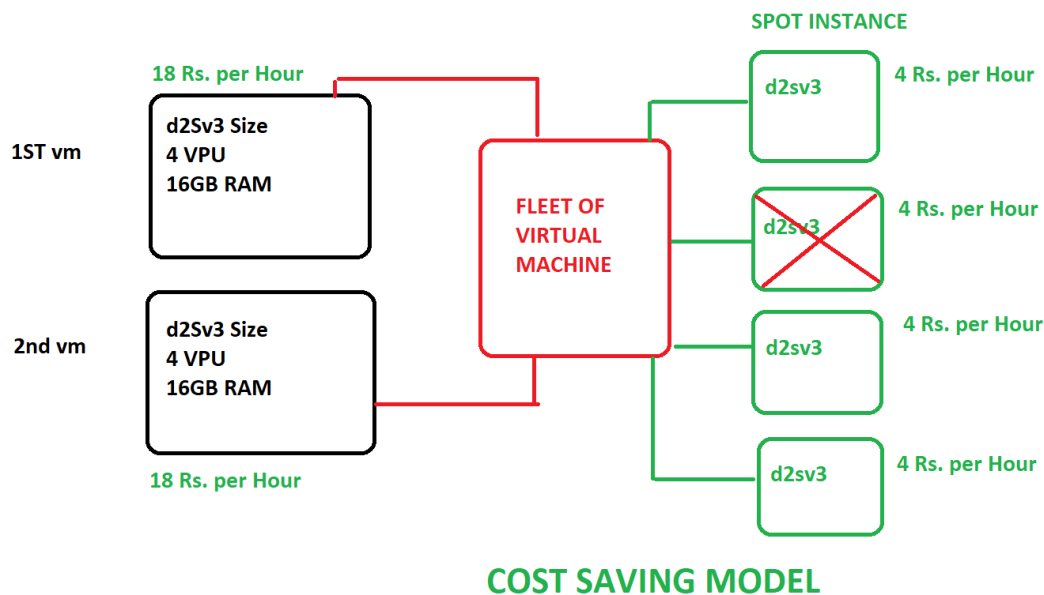 SPOT INSTANCE
18 Rs. per Hour
4 Rs. per Hour
d2sv3
1ST vm
d2Sv3 Size
4 VPU
16GB RAM
FLEET OF
VIRTUAL
MACHINE
4 Rs. per Hour
d2sv3
2nd vm
d2Sv3 Size
4 VPU
16GB RAM
4 Rs. per Hour
d2sv3
18 Rs. per Hour
4 Rs. per Hour
d2sv3
COST SAVING MODEL